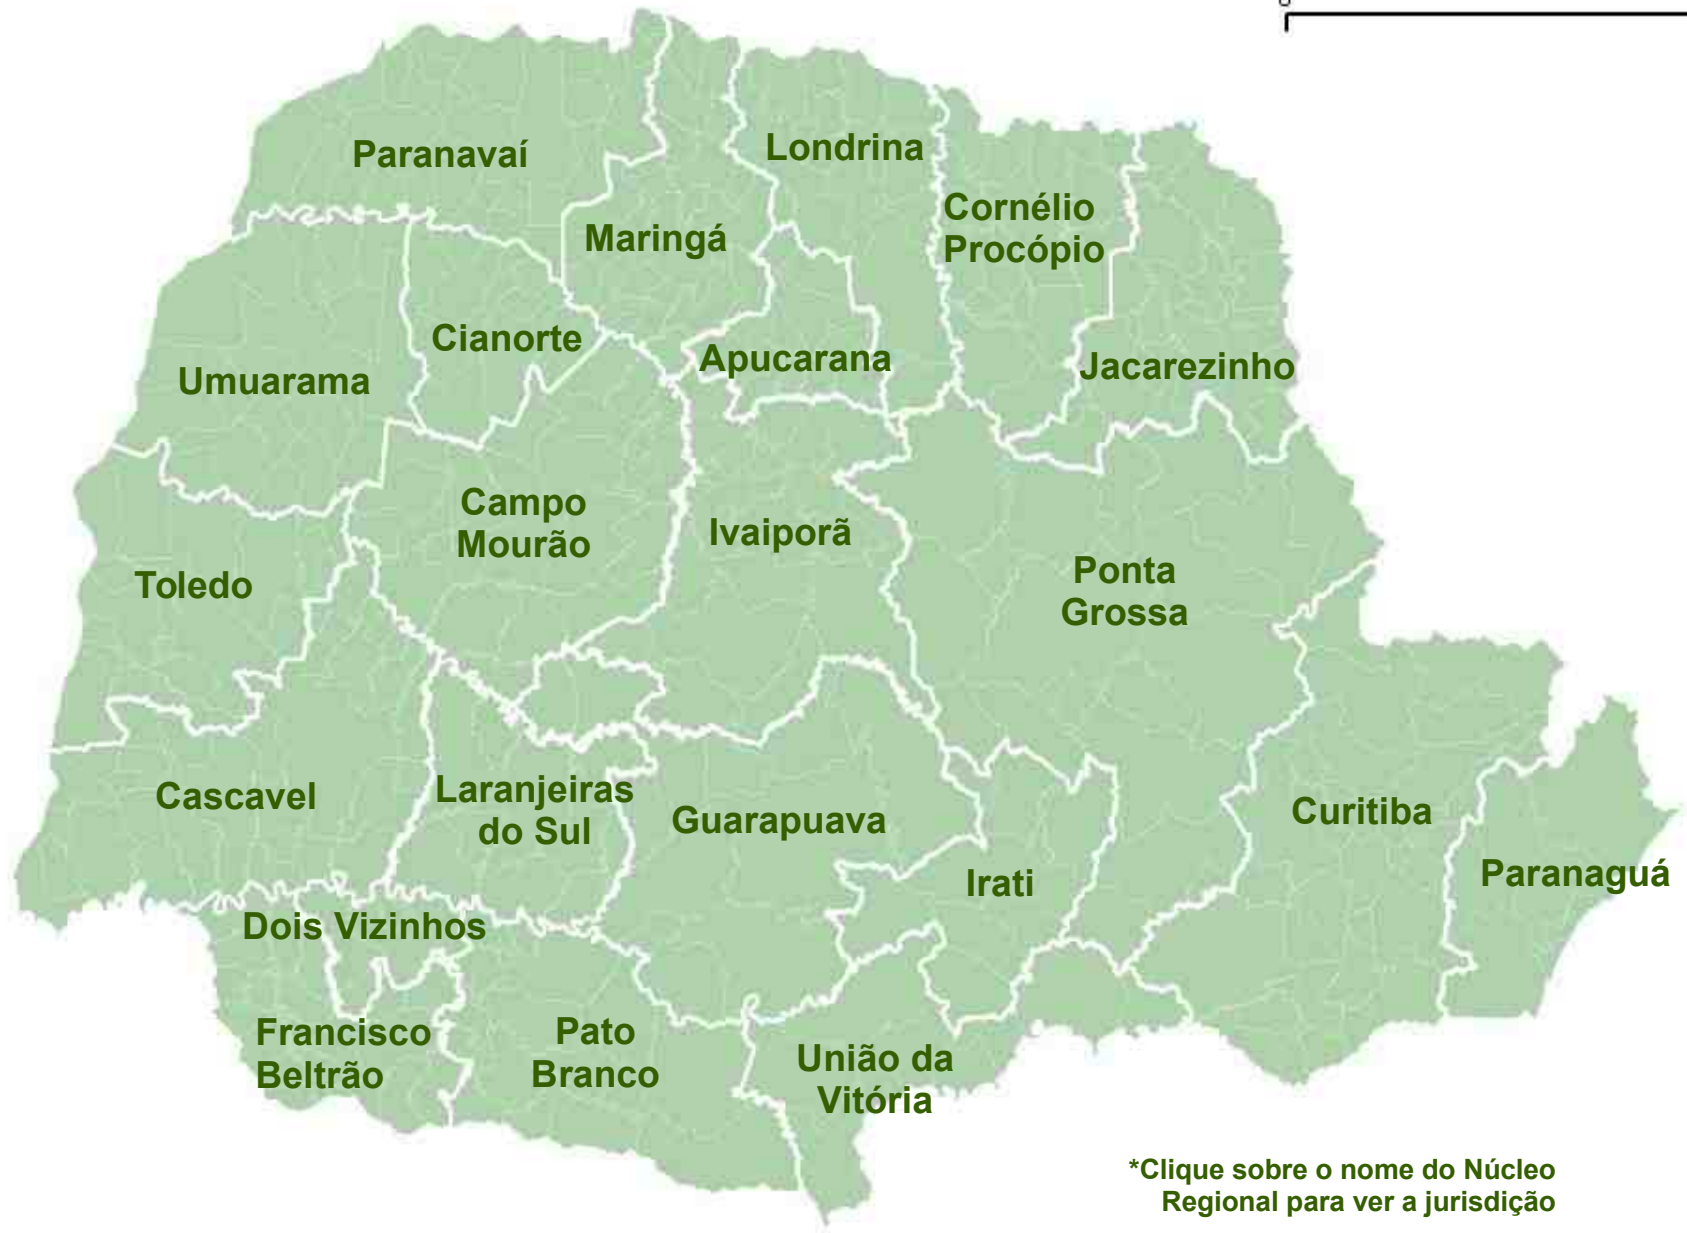 Londrina
Paranavaí
Cornélio
Procópio
Maringá
Cianorte
Apucarana
Jacarezinho
Umuarama
Campo
Mourão
Ivaiporã
Ponta
Grossa
Toledo
Cascavel
Laranjeiras
do Sul
Guarapuava
Curitiba
Paranaguá
Irati
Dois Vizinhos
Francisco
Beltrão
Pato
Branco
União da
Vitória
*Clique sobre o nome do Núcleo
Regional para ver a jurisdição